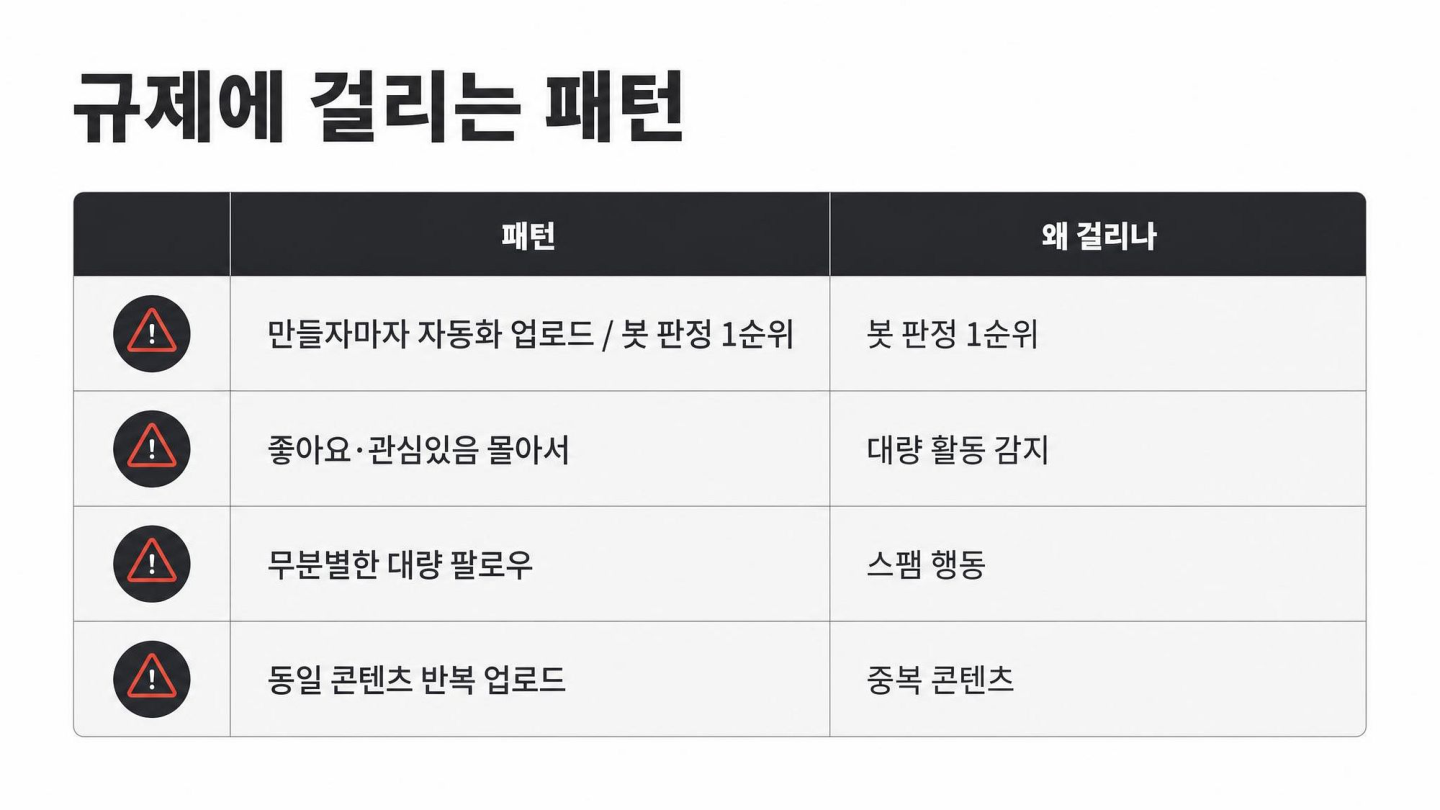 규제에 걸리는 패턴
패턴 왜 걸리나
만들자마자 자동화 업로드 / 봇 판정 1순위 봇 판정 1순위
좋아요·관심있음 몰아서 대량 활동 감지
무분별한 대량 팔로우 스팸 행동
동일 콘텐츠 반복 업로드 중복 콘텐츠